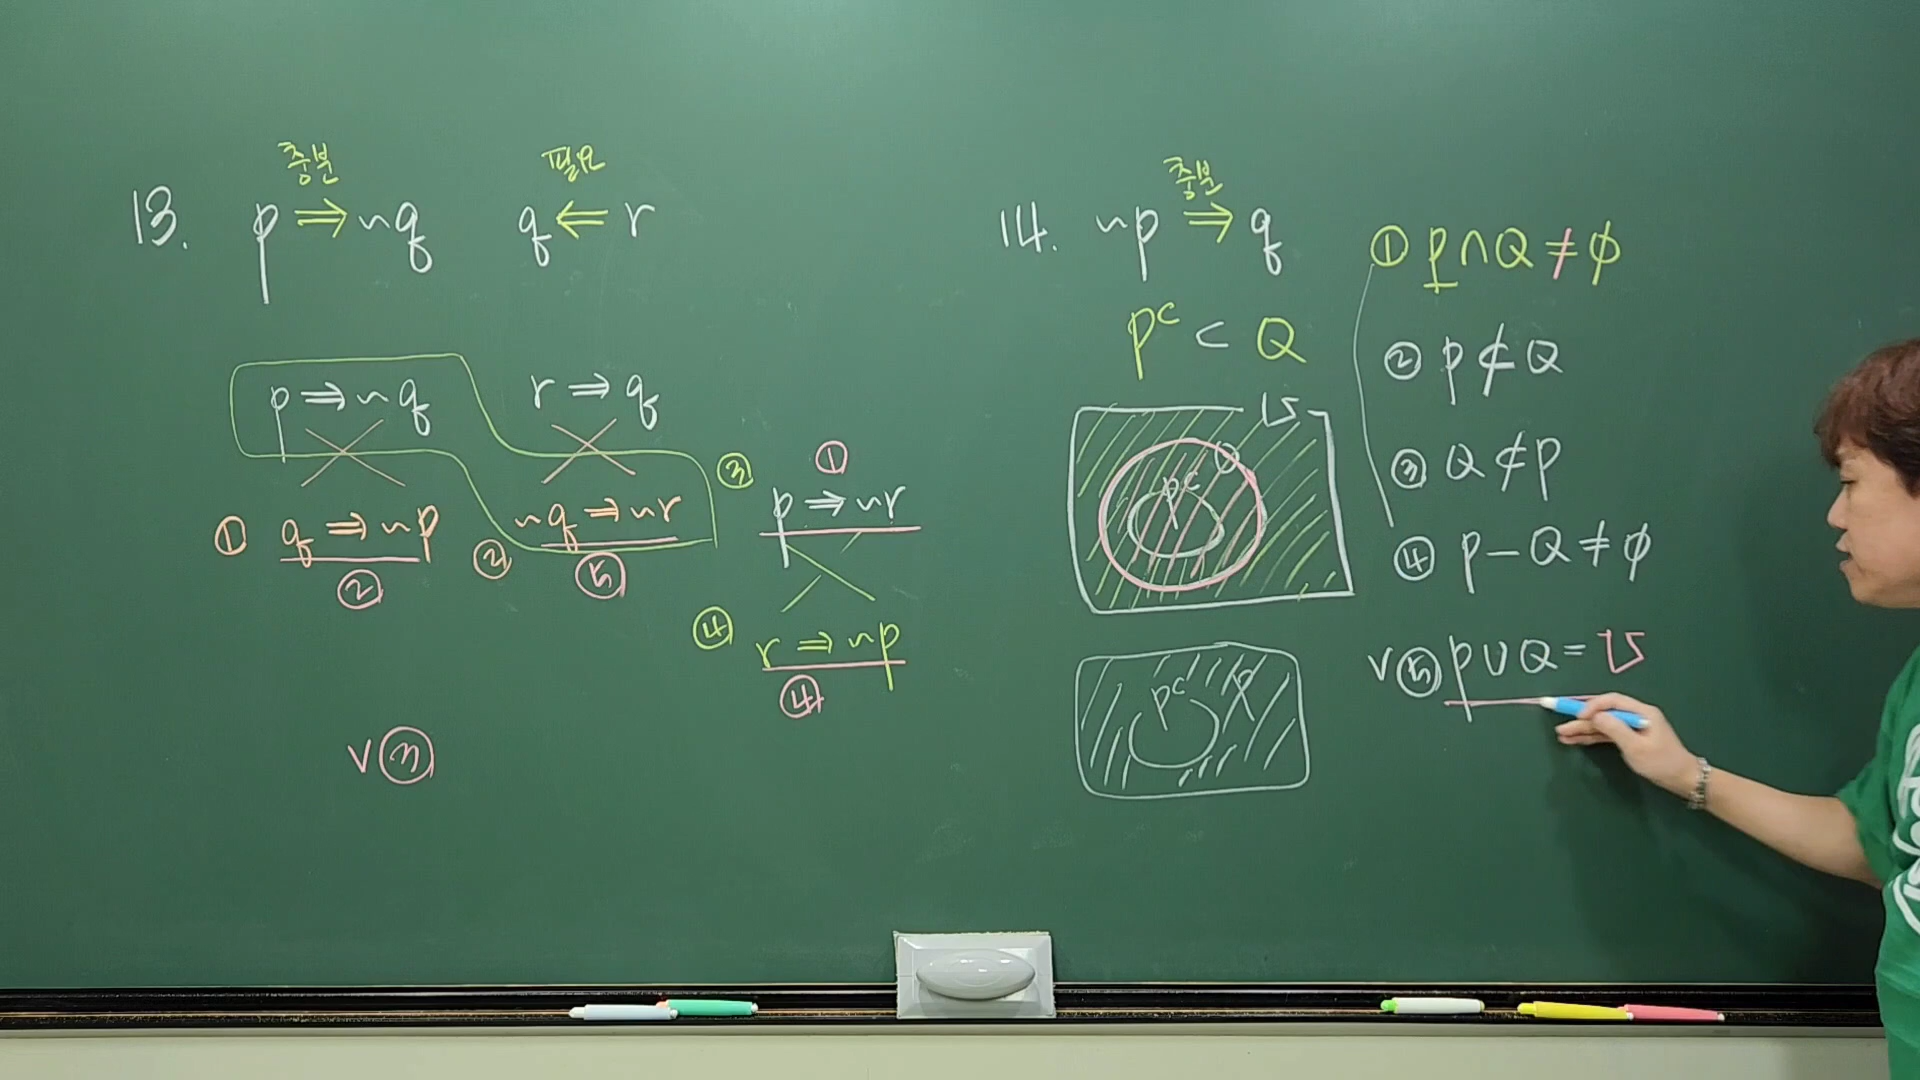 충분 필요
13. p ⇒ ~q q ⇐ r
p ⇒ ~q r ⇒ q
① q ⇒ ~p ② ~q ⇒ ~r
② ⑤
③ ①
p ⇒ ~r
④ r ⇒ ~p
④
v ③
충분
14. ~p ⇒ q
P^c ⊂ Q
U
Q
P^c
P^c P
① P∩Q ≠ ∅
② P ⊄ Q
③ Q ⊄ P
④ P - Q ≠ ∅
v ⑤ P∪Q = U